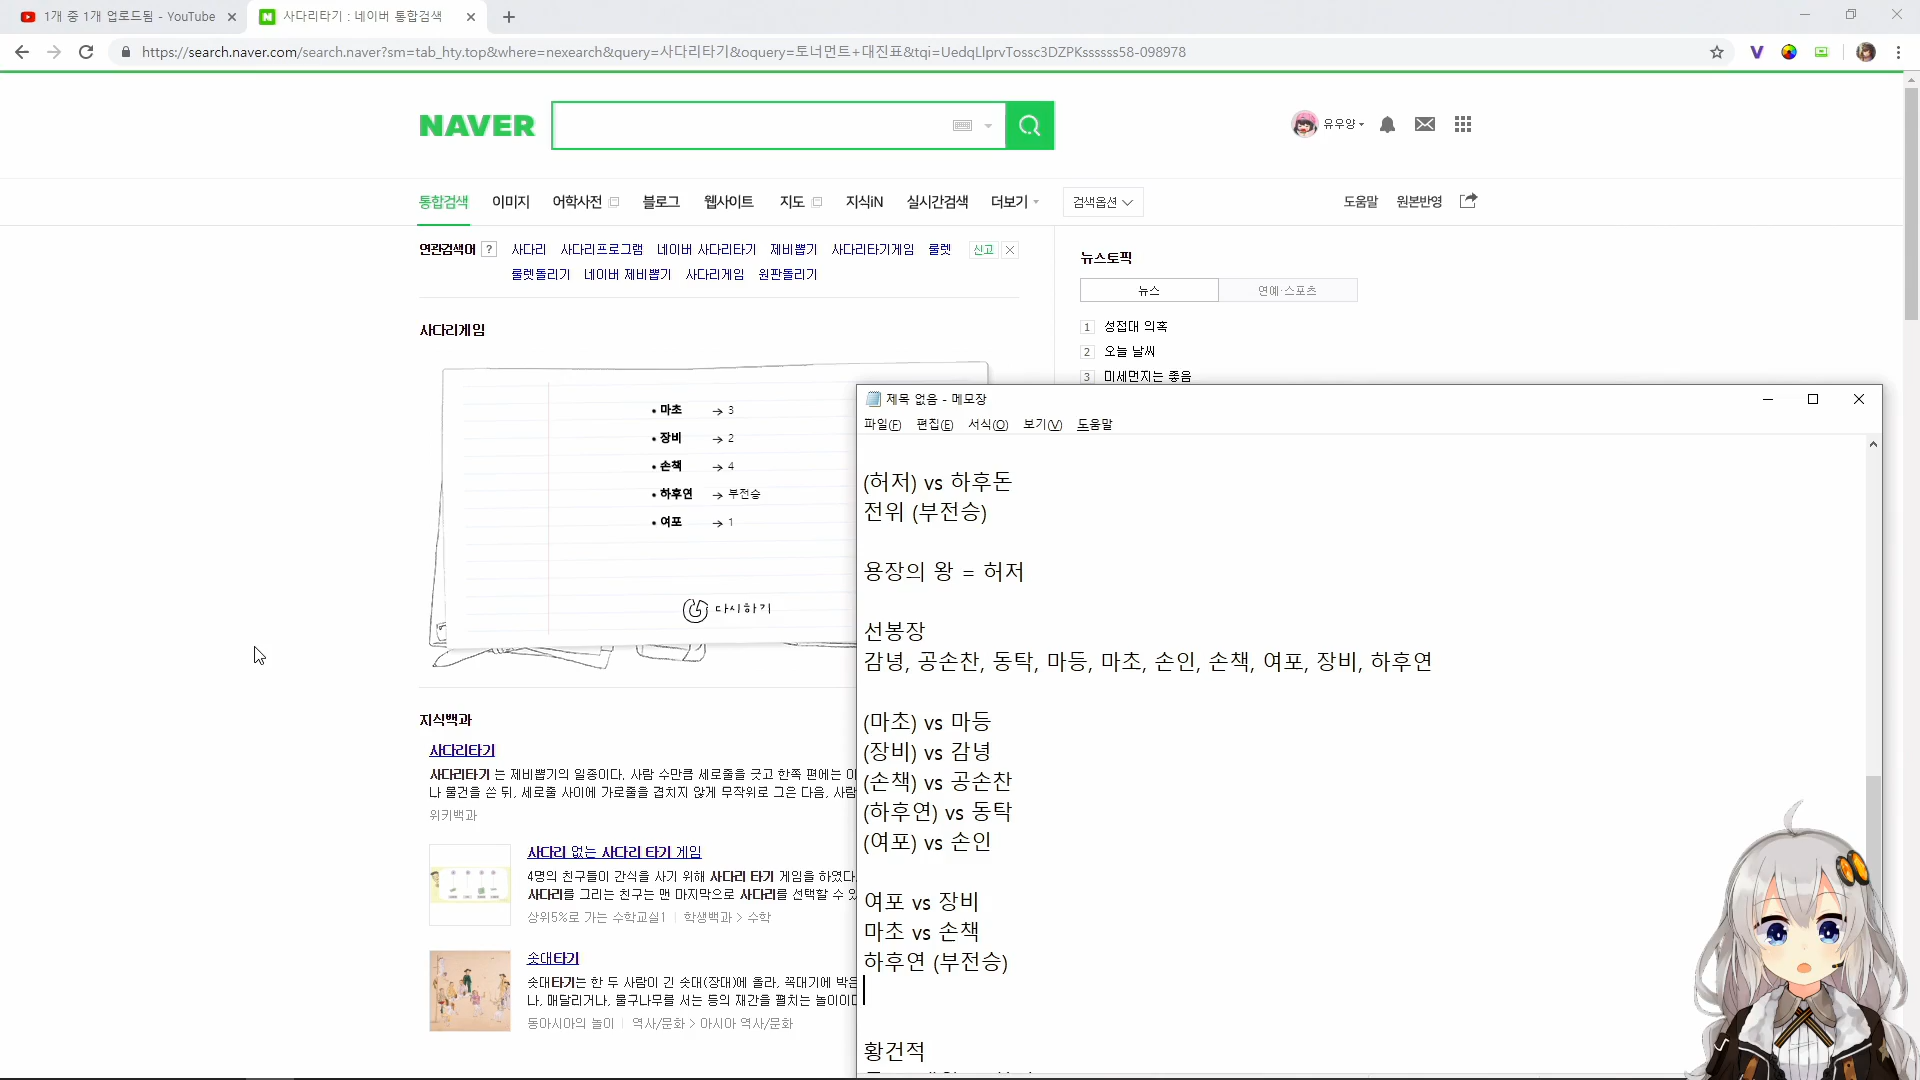 1개 중 1개 업로드됨 - YouTube
사다리타기 : 네이버 통합검색
https://search.naver.com/search.naver?sm=tab_hty.top&where=nexearch&query=사다리타기&oquery=토너먼트+대진표&tqi=UedqLlprvTossc3DZPKssssss58-098978
NAVER
유우양
통합검색 이미지 어학사전 블로그 웹사이트 지도 지식iN 실시간검색 더보기 검색옵션 도움말 원본반영
연관검색어 ? 사다리 사다리프로그램 네이버 사다리타기 제비뽑기 사다리타기게임 룰렛 신고
룰렛돌리기 네이버 제비뽑기 사다리게임 원판돌리기
뉴스토픽
뉴스 연예·스포츠
1 성접대 의혹
2 오늘 날씨
3 미세먼지는 좋음
사다리게임
• 마초 → 3
• 장비 → 2
• 손책 → 4
• 하후연 → 부전승
• 여포 → 1
다시하기
지식백과
사다리타기
사다리타기 는 제비뽑기의 일종이다. 사람 수만큼 세로줄을 긋고 한쪽 편에는
나 물건을 쓴 뒤, 세로줄 사이에 가로줄을 겹치지 않게 무작위로 그은 다음, 사람
위키백과
사다리 없는 사다리 타기 게임
4명의 친구들이 간식을 사기 위해 사다리 타기 게임을 하였다.
사다리를 그리는 친구는 맨 마지막으로 사다리를 선택할 수
상위5%로 가는 수학교실1 | 학생백과 > 수학
솟대타기
솟대타기는 한 두 사람이 긴 솟대(장대)에 올라, 꼭대기에 박은
나, 매달리거나, 물구나무를 서는 등의 재간을 펼치는
동아시아의 놀이 | 역사/문화 > 아시아 역사/문화
제목 없음 - 메모장
파일(F) 편집(E) 서식(O) 보기(V) 도움말
(허저) vs 하후돈
전위 (부전승)
용장의 왕 = 허저
선봉장
감녕, 공손찬, 동탁, 마등, 마초, 손인, 손책, 여포, 장비, 하후연
(마초) vs 마등
(장비) vs 감녕
(손책) vs 공손찬
(하후연) vs 동탁
(여포) vs 손인
여포 vs 장비
마초 vs 손책
하후연 (부전승)
황건적